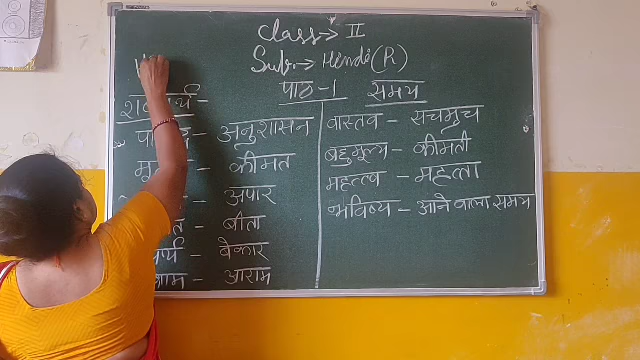 Class → II
Sub. → Hindi (R)
पाठ - 1 समय
शब्दार्थ -
- अनुशासन
- कीमत
- अपार
- बीता
- बेकार
- आराम
वास्तव - सचमुच
बहुमूल्य - कीमती
महत्त्व - महत्ता
भविष्य - आने वाला समय